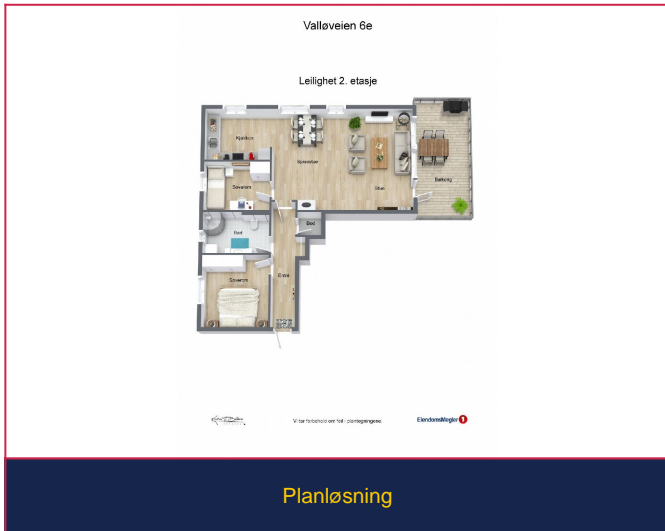 Valløveien 6e
Leilighet 2. etasje
Kjøkken
Spisestue
Soverom
Stue
Balkong
Bad
Bod
Soverom
Entré
Vi tar forbehold om feil i plantegningene.
EiendomsMegler 1
Planløsning